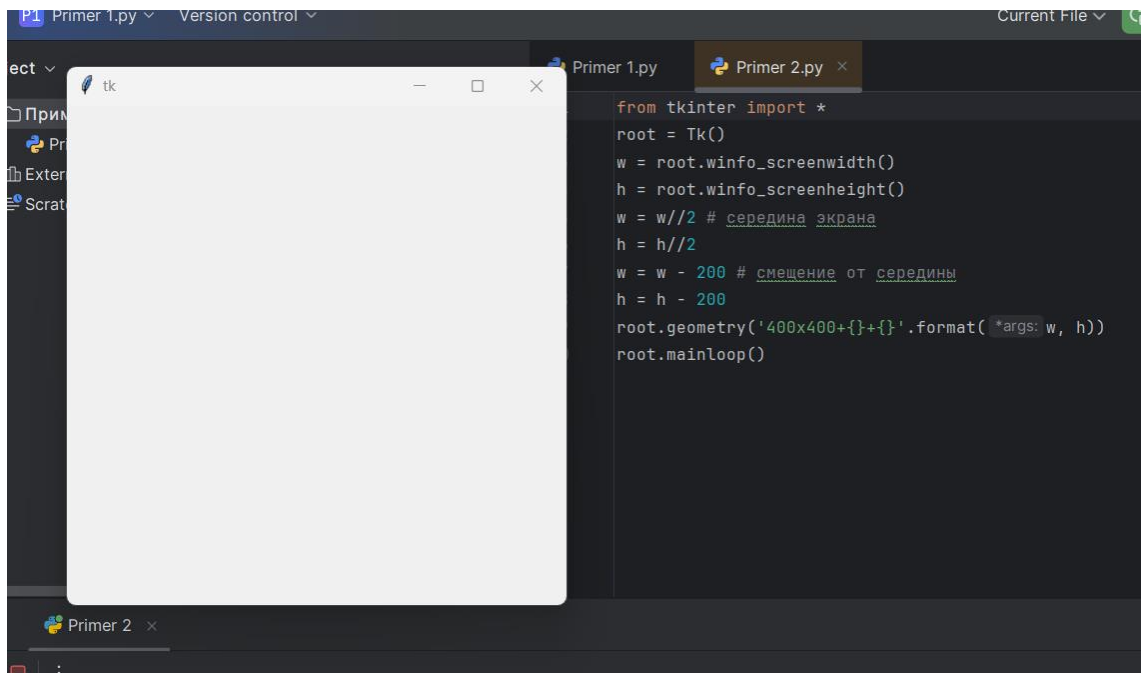 P1 Primer 1.py Version control Current File
ect
Primer 1.py Primer 2.py
tk
Прим
Pri
Exter
Scrat
from tkinter import *
root = Tk()
w = root.winfo_screenwidth()
h = root.winfo_screenheight()
w = w//2 # середина экрана
h = h//2
w = w - 200 # смещение от середины
h = h - 200
root.geometry('400x400+{}+{}'.format( *args: w, h))
root.mainloop()
Primer 2